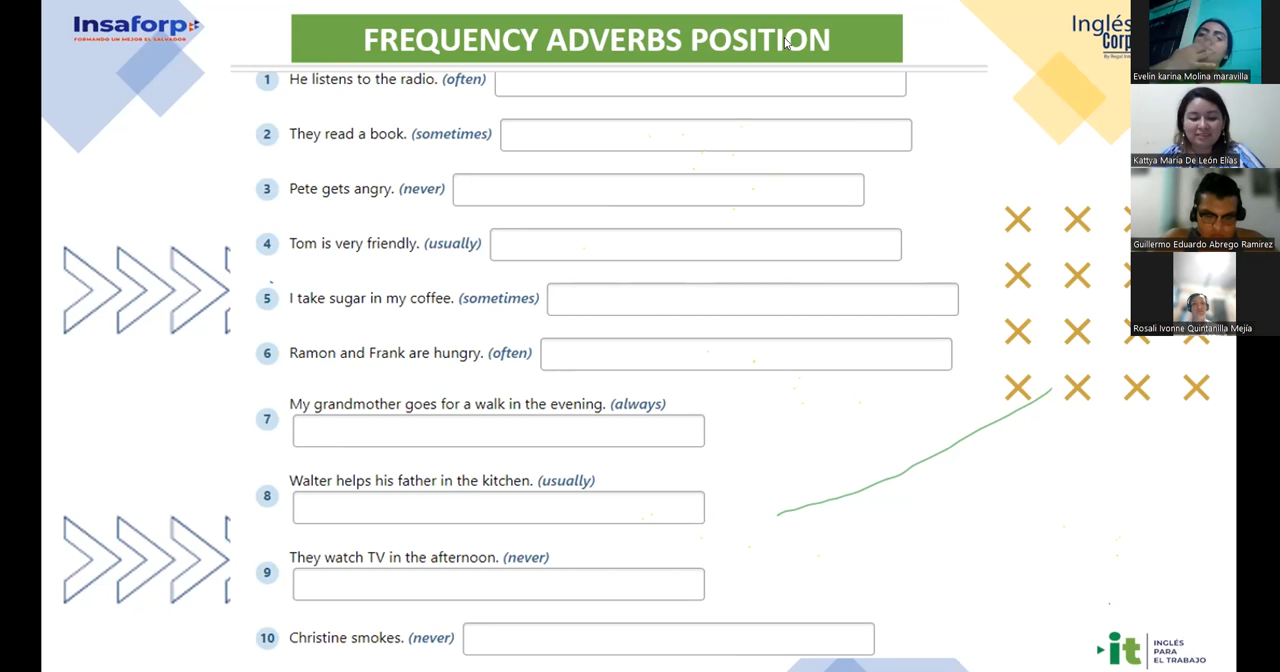 Insaforp
FORMANDO UN MEJOR EL SALVADOR
FREQUENCY ADVERBS POSITION
Inglés
Corp
1 He listens to the radio. (often)
2 They read a book. (sometimes)
3 Pete gets angry. (never)
4 Tom is very friendly. (usually)
5 I take sugar in my coffee. (sometimes)
6 Ramon and Frank are hungry. (often)
7 My grandmother goes for a walk in the evening. (always)
8 Walter helps his father in the kitchen. (usually)
9 They watch TV in the afternoon. (never)
10 Christine smokes. (never)
Evelin karina Molina maravilla
Kattya María De León Elías
Guillermo Eduardo Abrego Ramirez
Rosali Ivonne Quintanilla Mejía
it INGLÉS
PARA
EL TRABAJO